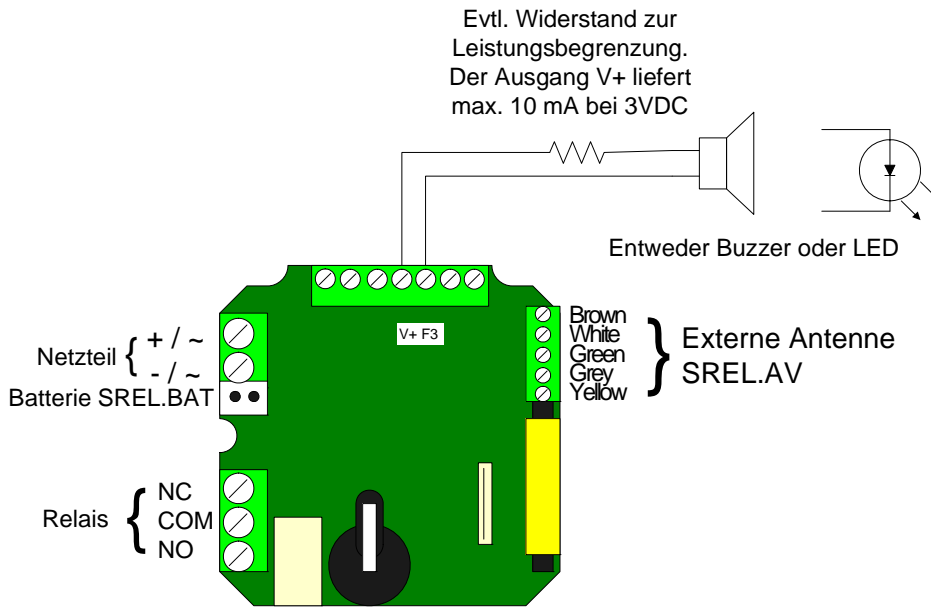 Evtl. Widerstand zur
Leistungsbegrenzung.
Der Ausgang V+ liefert
max. 10 mA bei 3VDC
Entweder Buzzer oder LED
V+ F3
Brown
White
Green
Grey
Yellow
Externe Antenne
SREL.AV
Netzteil
+ / ~
- / ~
Batterie SREL.BAT
Relais
NC
COM
NO